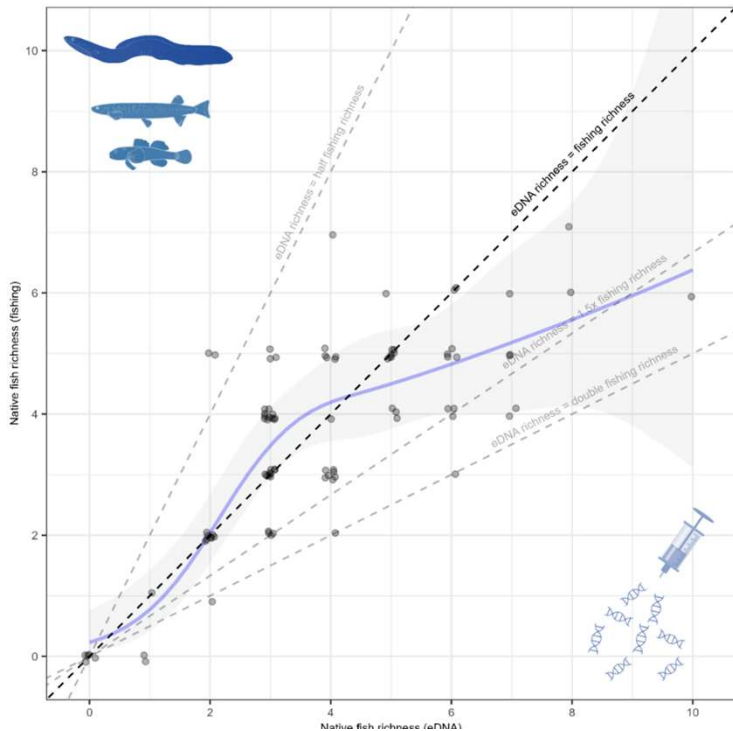 10
8
6
4
2
0
Native fish richness (fishing)
eDNA richness = half fishing richness
eDNA richness = fishing richness
eDNA richness = 1.5x fishing richness
eDNA richness = double fishing richness
0 2 4 6 8 10
Native fish richness (eDNA)